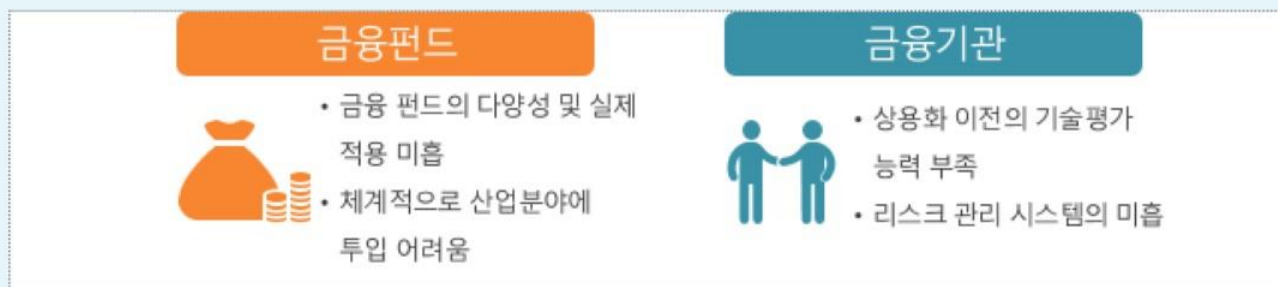 금융펀드
• 금융 펀드의 다양성 및 실제
적용 미흡
• 체계적으로 산업분야에
투입 어려움
금융기관
• 상용화 이전의 기술평가
능력 부족
• 리스크 관리 시스템의 미흡